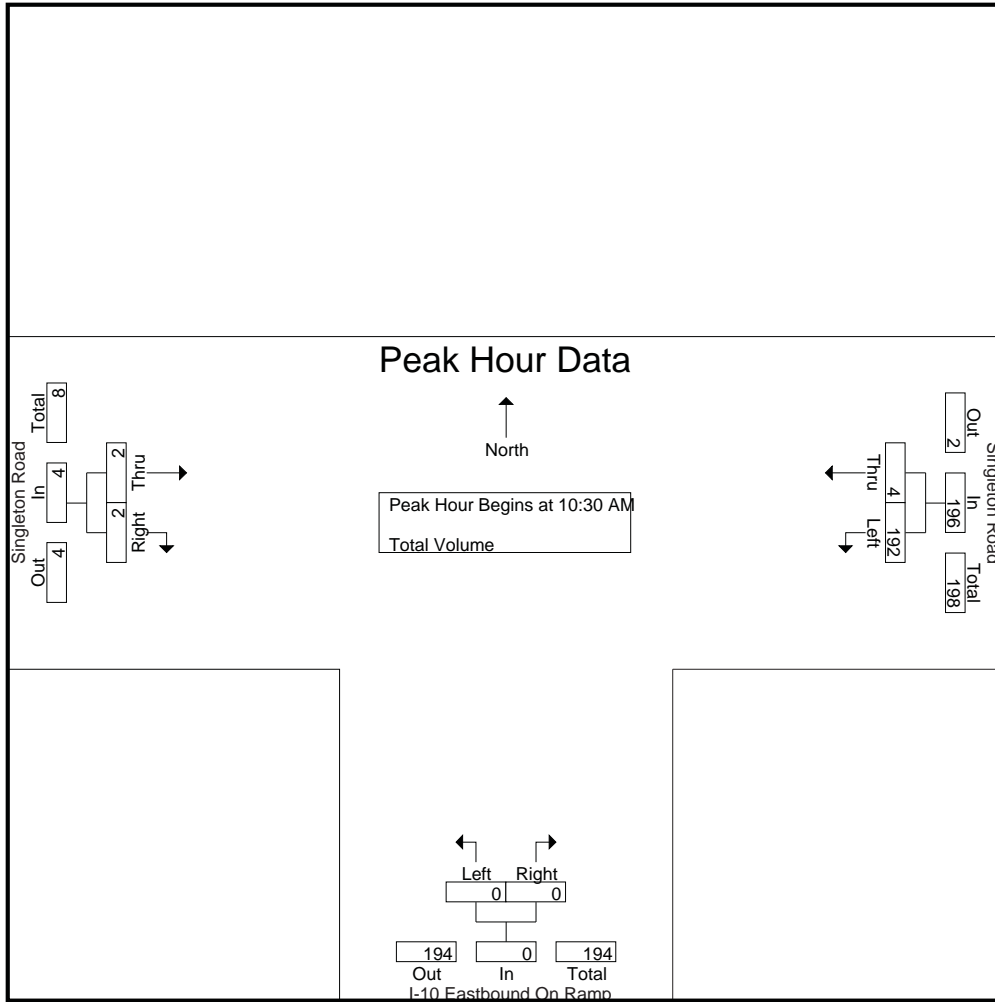 Peak Hour Data
North
Peak Hour Begins at 10:30 AM
Total Volume
Singleton Road
Total
8
In
4
Out
4
Thru
2
Right
2
Singleton Road
Out
2
In
196
Total
198
Thru
4
Left
192
Left
Right
0
0
194
0
194
Out
In
Total
I-10 Eastbound On Ramp